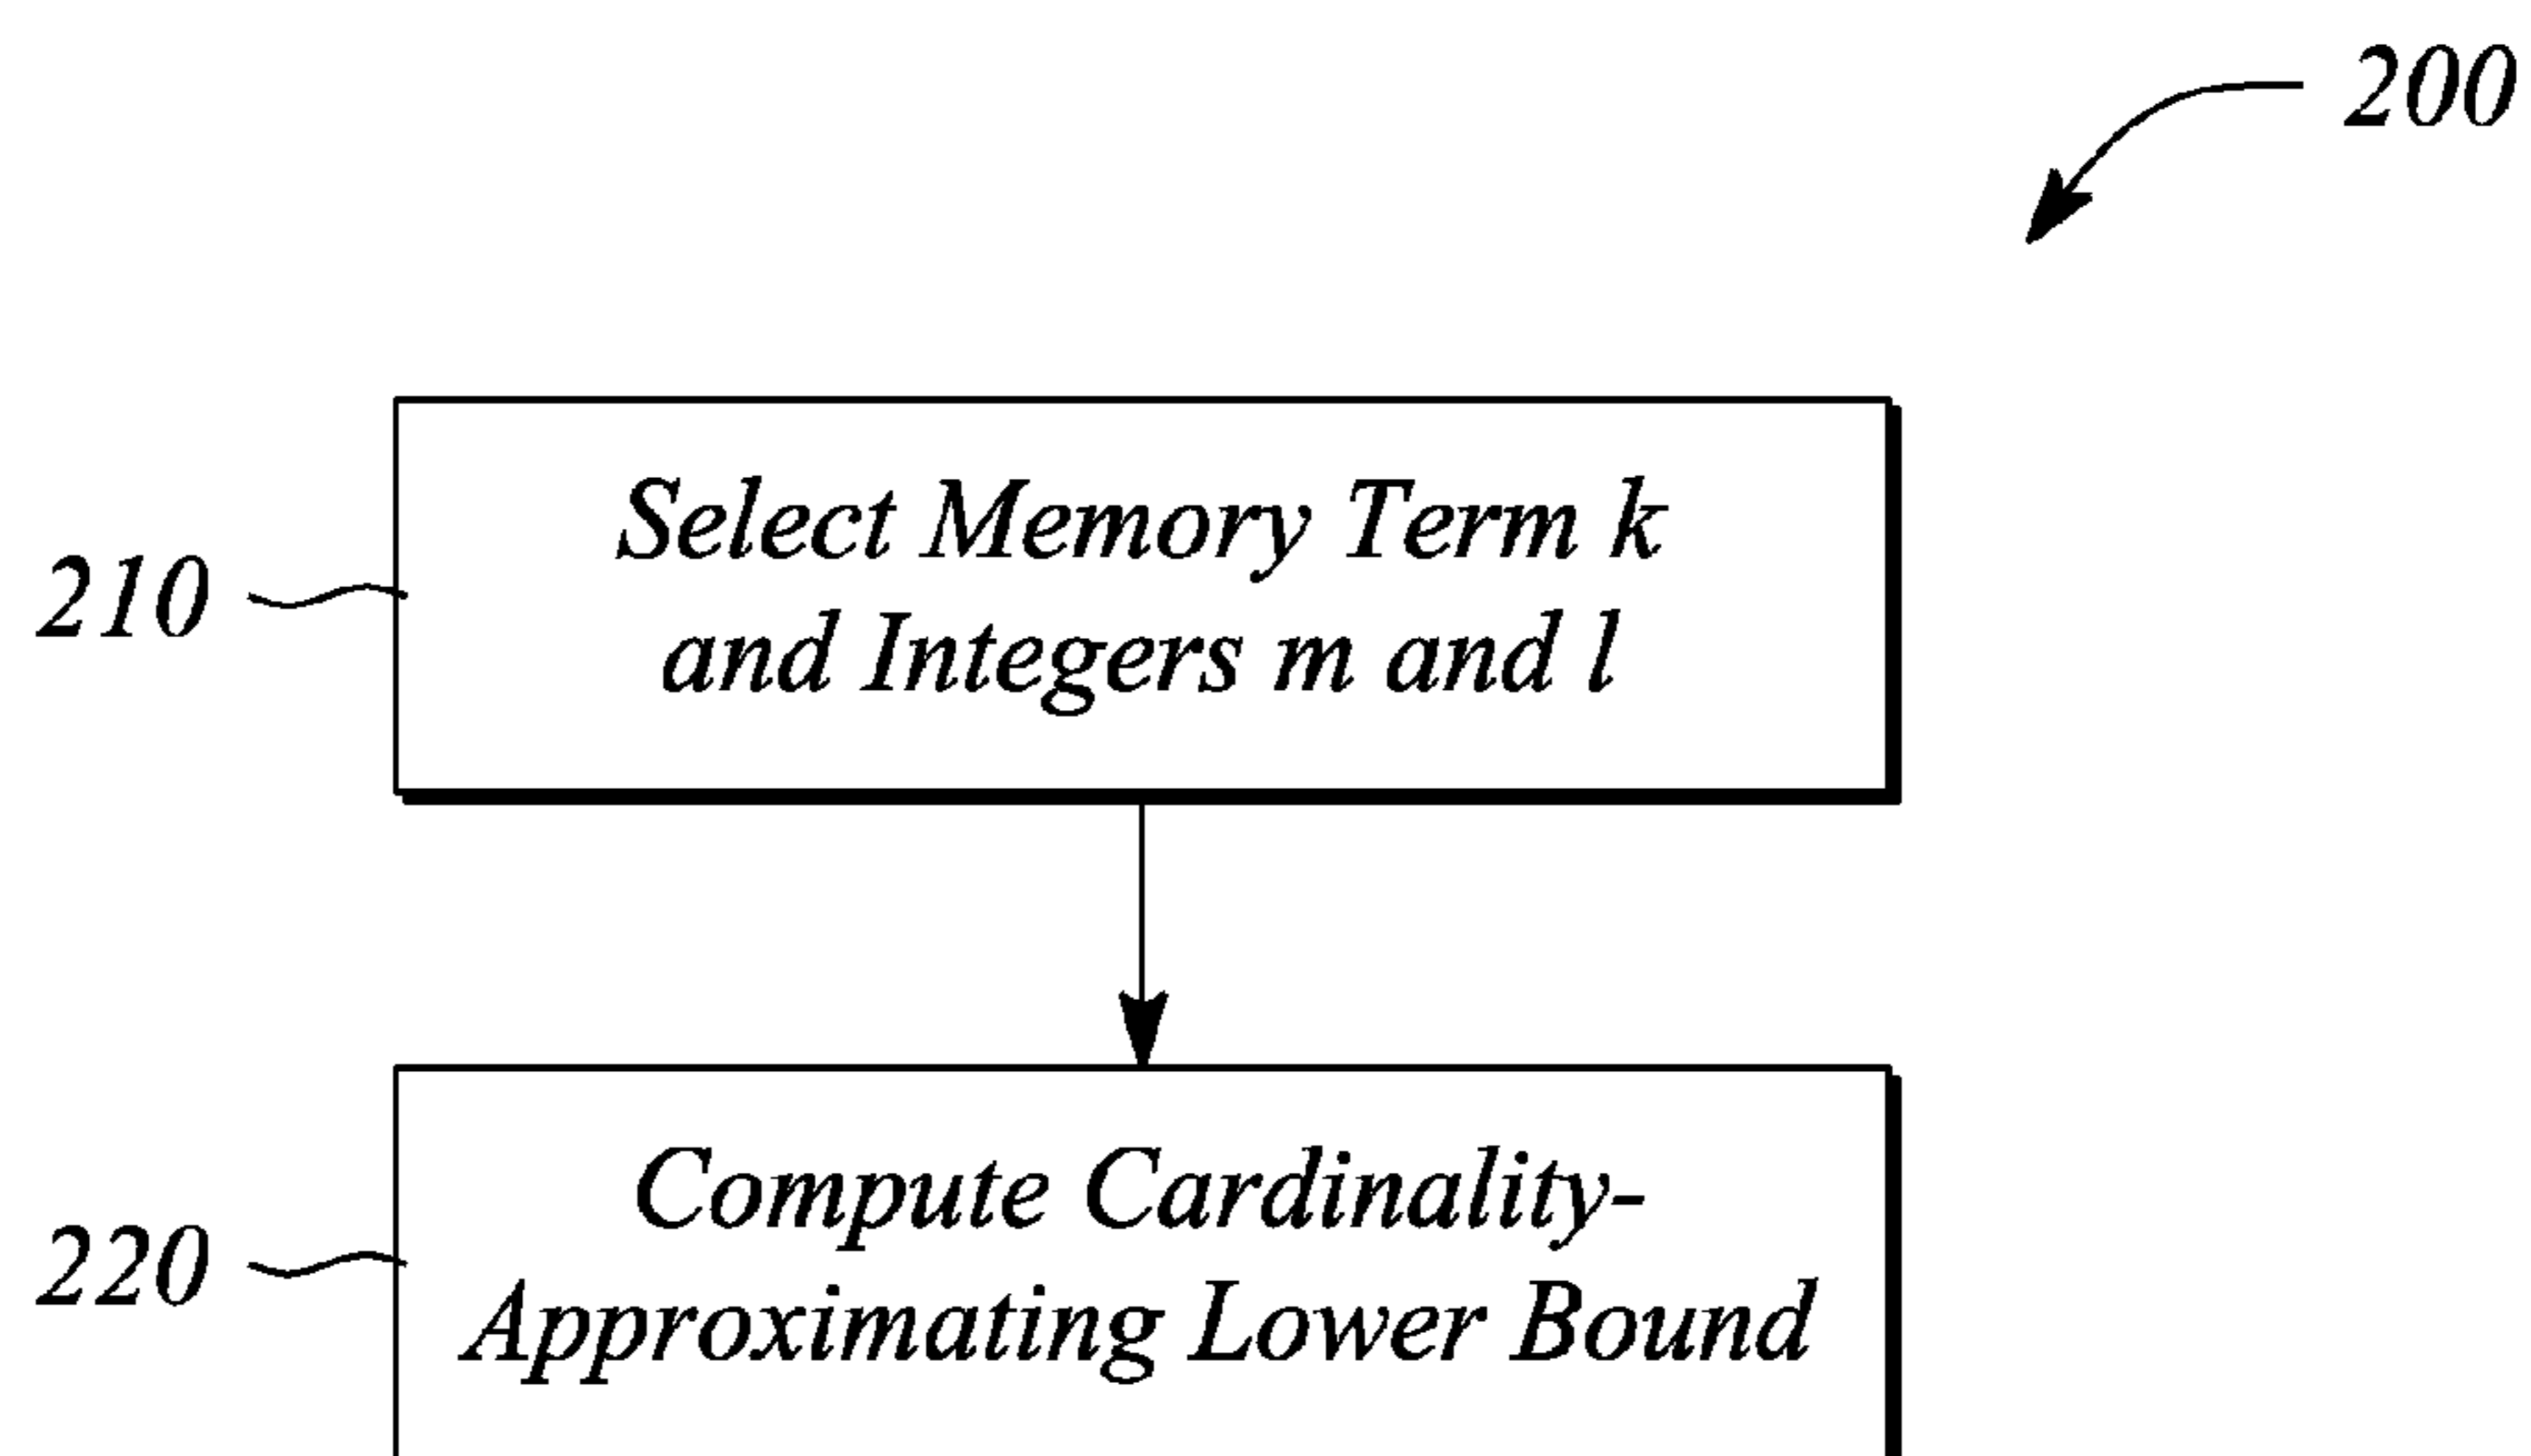 200
210
Select Memory Term k
and Integers m and l
220
Compute Cardinality-
Approximating Lower Bound